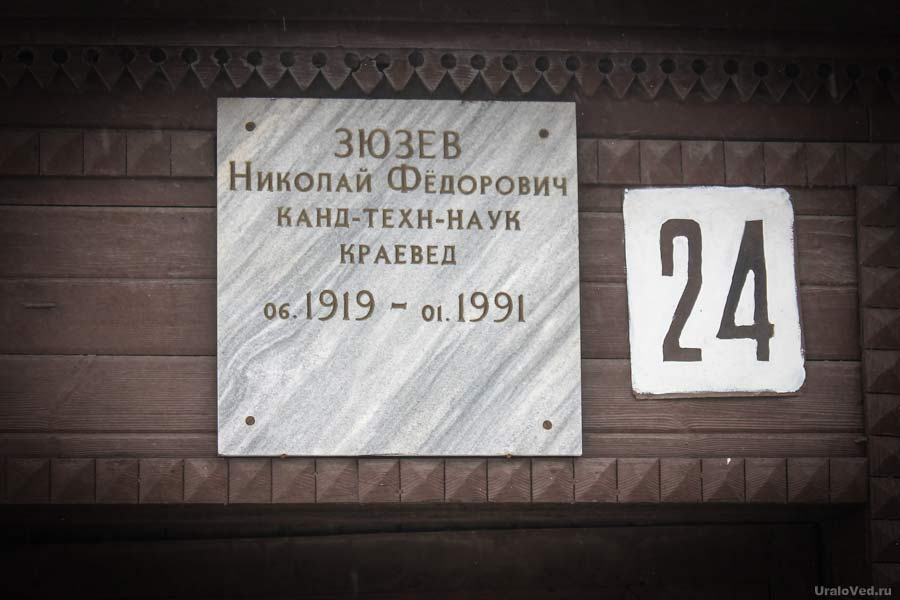 ЗЮЗЕВ
НИКОЛАЙ ФЁДОРОВИЧ
КАНД-ТЕХН-НАУК
КРАЕВЕД
06.1919 - 01.1991
24
UraloVed.ru